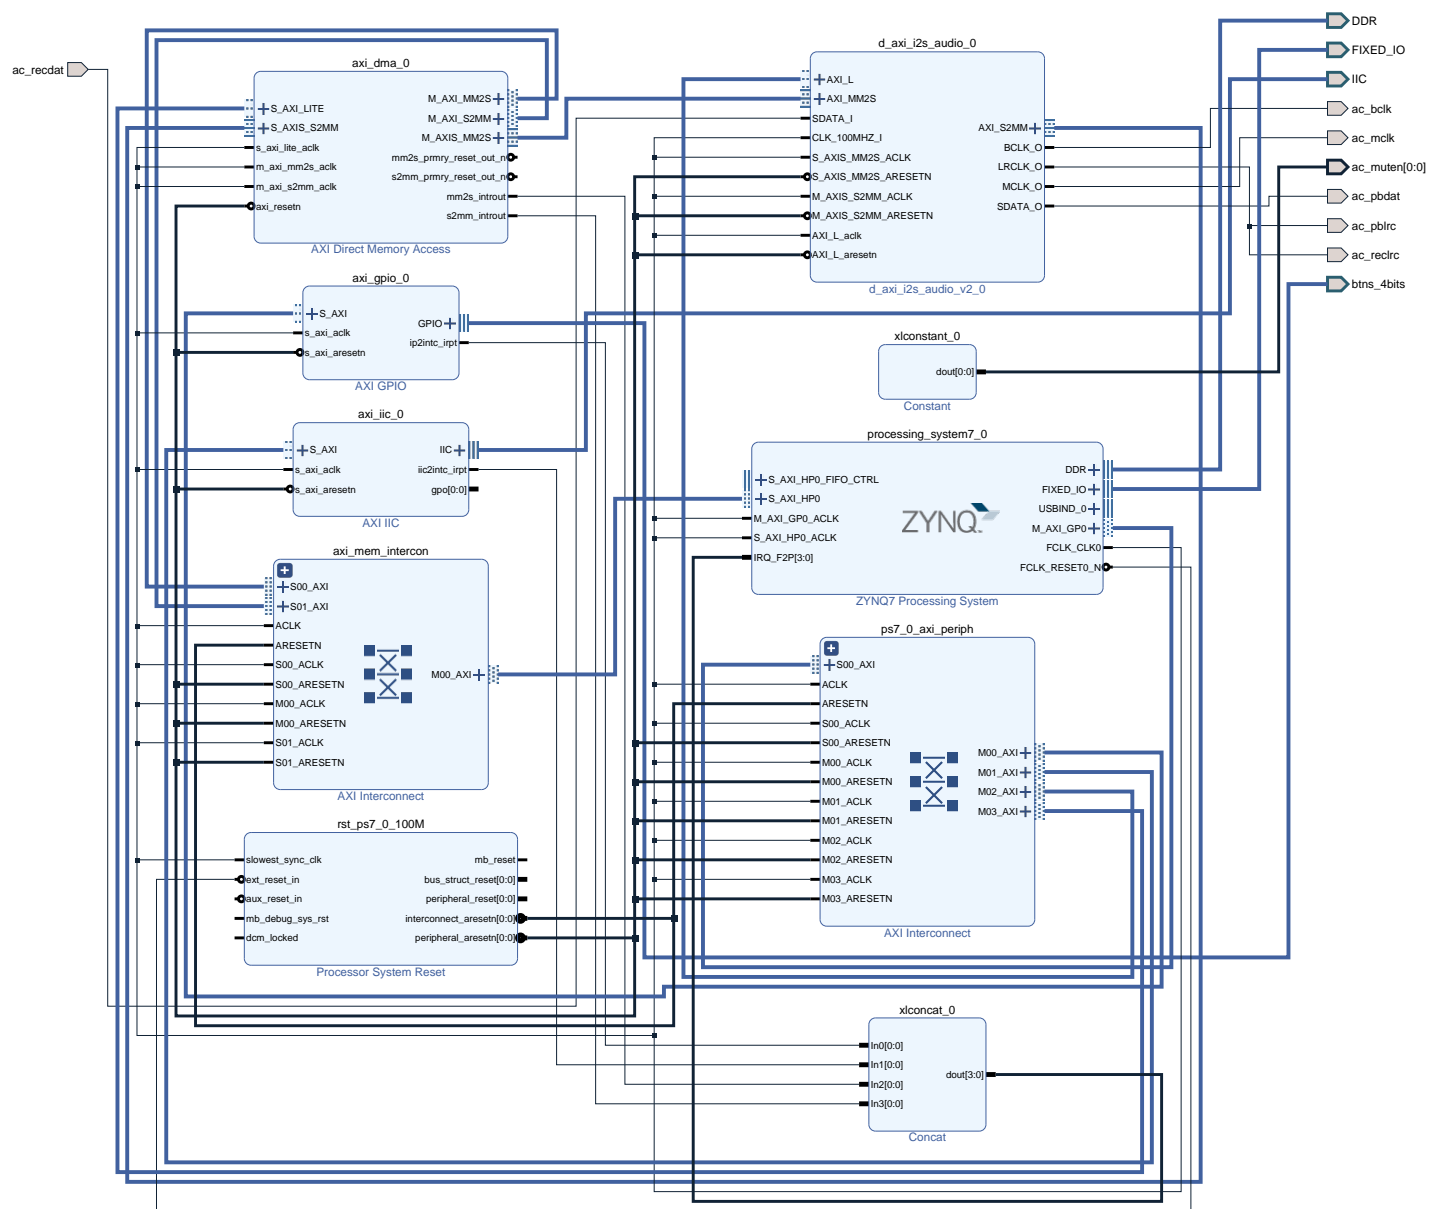 ac_recdat
axi_dma_0
S_AXI_LITE
S_AXIS_S2MM
s_axi_lite_aclk
m_axi_mm2s_aclk
m_axi_s2mm_aclk
axi_resetn
M_AXI_MM2S
M_AXI_S2MM
M_AXIS_MM2S
mm2s_prmry_reset_out_n
s2mm_prmry_reset_out_n
mm2s_introut
s2mm_introut
AXI Direct Memory Access
axi_gpio_0
S_AXI
s_axi_aclk
s_axi_aresetn
GPIO
ip2intc_irpt
AXI GPIO
axi_iic_0
S_AXI
s_axi_aclk
s_axi_aresetn
IIC
iic2intc_irpt
gpo[0:0]
AXI IIC
axi_mem_intercon
S00_AXI
S01_AXI
ACLK
ARESETN
S00_ACLK
S00_ARESETN
M00_ACLK
M00_ARESETN
S01_ACLK
S01_ARESETN
M00_AXI
AXI Interconnect
rst_ps7_0_100M
slowest_sync_clk
ext_reset_in
aux_reset_in
mb_debug_sys_rst
dcm_locked
mb_reset
bus_struct_reset[0:0]
peripheral_reset[0:0]
interconnect_aresetn[0:0]
peripheral_aresetn[0:0]
Processor System Reset
d_axi_i2s_audio_0
AXI_L
AXI_MM2S
SDATA_I
CLK_100MHZ_I
S_AXIS_MM2S_ACLK
S_AXIS_MM2S_ARESETN
M_AXIS_S2MM_ACLK
M_AXIS_S2MM_ARESETN
AXI_L_aclk
AXI_L_aresetn
AXI_S2MM
BCLK_O
LRCLK_O
MCLK_O
SDATA_O
d_axi_i2s_audio_v2_0
xlconstant_0
dout[0:0]
Constant
processing_system7_0
S_AXI_HP0_FIFO_CTRL
S_AXI_HP0
M_AXI_GP0_ACLK
S_AXI_HP0_ACLK
IRQ_F2P[3:0]
ZYNQ
DDR
FIXED_IO
USBIND_0
M_AXI_GP0
FCLK_CLK0
FCLK_RESET0_N
ZYNQ7 Processing System
ps7_0_axi_periph
S00_AXI
ACLK
ARESETN
S00_ACLK
S00_ARESETN
M00_ACLK
M00_ARESETN
M01_ACLK
M01_ARESETN
M02_ACLK
M02_ARESETN
M03_ACLK
M03_ARESETN
M00_AXI
M01_AXI
M02_AXI
M03_AXI
AXI Interconnect
xlconcat_0
In0[0:0]
In1[0:0]
In2[0:0]
In3[0:0]
dout[3:0]
Concat
DDR
FIXED_IO
IIC
ac_bclk
ac_mclk
ac_muten[0:0]
ac_pbdat
ac_pblrc
ac_reclrc
btns_4bits